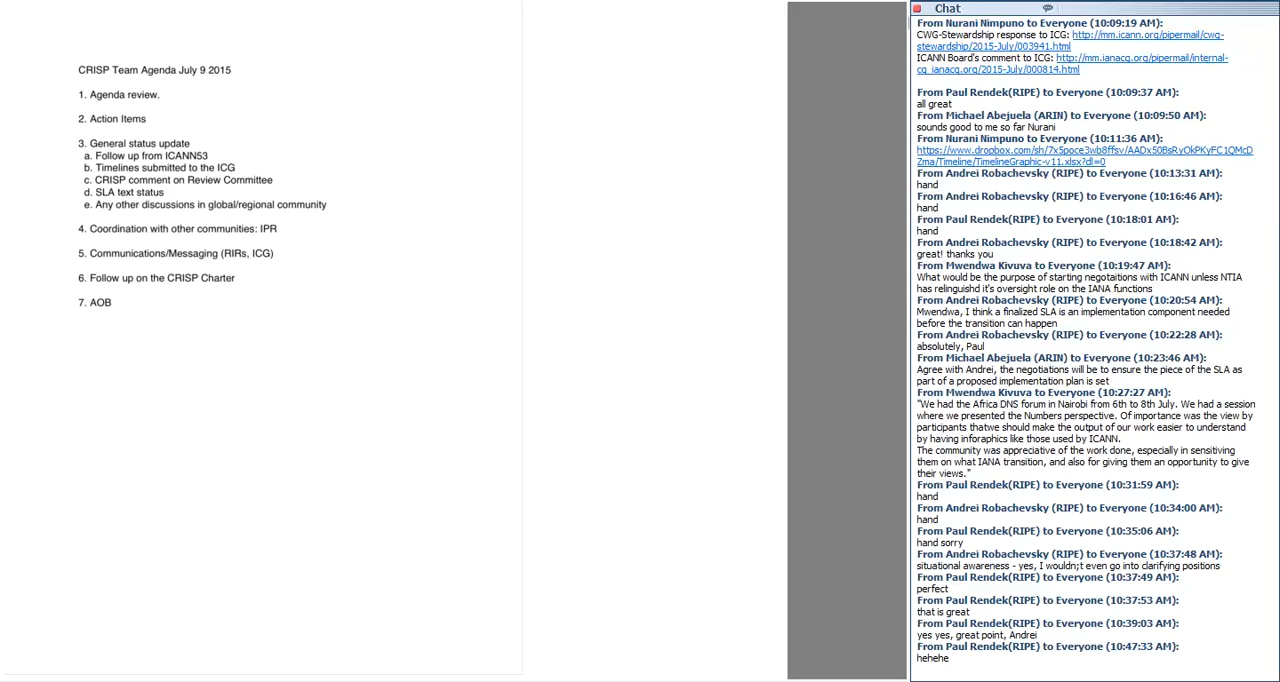 CRISP Team Agenda July 9 2015
1. Agenda review.
2. Action Items
3. General status update
a. Follow up from ICANN53
b. Timelines submitted to the ICG
c. CRISP comment on Review Committee
d. SLA text status
e. Any other discussions in global/regional community
4. Coordination with other communities: IPR
5. Communications/Messaging (RIRs, ICG)
6. Follow up on the CRISP Charter
7. AOB
Chat
From Nurani Nimpuno to Everyone (10:09:19 AM):
CWG-Stewardship response to ICG: http://mm.icann.org/pipermail/cwg-
stewardship/2015-July/003941.html
ICANN Board's comment to ICG: http://mm.ianacg.org/pipermail/internal-
cg_ianacg.org/2015-July/000814.html
From Paul Rendek(RIPE) to Everyone (10:09:37 AM):
all great
From Michael Abejuela (ARIN) to Everyone (10:09:50 AM):
sounds good to me so far Nurani
From Nurani Nimpuno to Everyone (10:11:36 AM):
https://www.dropbox.com/sh/7x5poce3wb8ffsv/AADx50BsRyOkPKyFC1QMcD
Zma/Timeline/TimelineGraphic-v11.xlsx?dl=0
From Andrei Robachevsky (RIPE) to Everyone (10:13:31 AM):
hand
From Andrei Robachevsky (RIPE) to Everyone (10:16:46 AM):
hand
From Paul Rendek(RIPE) to Everyone (10:18:01 AM):
hand
From Andrei Robachevsky (RIPE) to Everyone (10:18:42 AM):
great! thanks you
From Mwendwa Kivuva to Everyone (10:19:47 AM):
What would be the purpose of starting negotaitions with ICANN unless NTIA
has relinguishd it's oversight role on the IANA functions
From Andrei Robachevsky (RIPE) to Everyone (10:20:54 AM):
Mwendwa, I think a finalized SLA is an implementation component needed
before the transition can happen
From Andrei Robachevsky (RIPE) to Everyone (10:22:28 AM):
absolutely, Paul
From Michael Abejuela (ARIN) to Everyone (10:23:46 AM):
Agree with Andrei, the negotiations will be to ensure the piece of the SLA as
part of a proposed implementation plan is set
From Mwendwa Kivuva to Everyone (10:27:27 AM):
"We had the Africa DNS forum in Nairobi from 6th to 8th July. We had a session
where we presented the Numbers perspective. Of importance was the view by
participants thatwe should make the output of our work easier to understand
by having inforaphics like those used by ICANN.
The community was appreciative of the work done, especially in sensitiving
them on what IANA transition, and also for giving them an opportunity to give
their views."
From Paul Rendek(RIPE) to Everyone (10:31:59 AM):
hand
From Andrei Robachevsky (RIPE) to Everyone (10:34:00 AM):
hand
From Paul Rendek(RIPE) to Everyone (10:35:06 AM):
hand sorry
From Andrei Robachevsky (RIPE) to Everyone (10:37:48 AM):
situational awareness - yes, I wouldn;t even go into clarifying positions
From Paul Rendek(RIPE) to Everyone (10:37:49 AM):
perfect
From Paul Rendek(RIPE) to Everyone (10:37:53 AM):
that is great
From Paul Rendek(RIPE) to Everyone (10:39:03 AM):
yes yes, great point, Andrei
From Paul Rendek(RIPE) to Everyone (10:47:33 AM):
hehehe